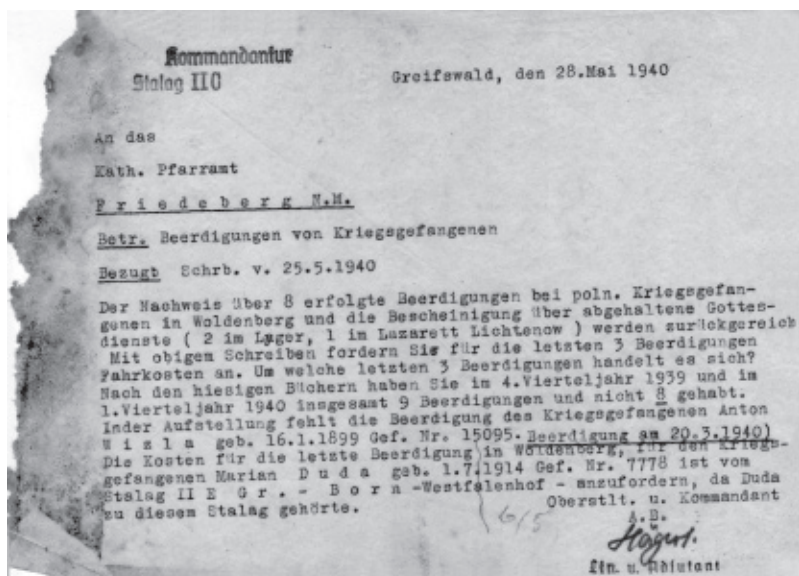 Kommandantur
Stalag II C
Greifswald, den 28.Mai 1940
An das
Kath. Pfarramt
F r i e d e b e r g N.M.
Betr. Beerdigungen von Kriegsgefangenen
Bezugt Schrb. v. 25.5.1940
Der Nachweis über 8 erfolgte Beerdigungen bei poln. Kriegsgefan-
genen in Woldenberg und die Bescheinigung über abgehaltene Gottes-
dienste ( 2 im Lager, 1 im Lazarett Lichtenow ) werden zurückgereich
Mit obigem Schreiben fordern Sie für die letzten 3 Beerdigungen
Fahrkosten an. Um welche letzten 3 Beerdigungen handelt es sich?
Nach den hiesigen Büchern haben Sie im 4.Vierteljahr 1939 und im
1.Vierteljahr 1940 insgesamt 9 Beerdigungen und nicht 8 gehabt.
Inder Aufstellung fehlt die Beerdigung des Kriegsgefangenen Anton
W i z l a geb. 16.1.1899 Gef. Nr. 15095. Beerdigung am 20.3.1940)
Die Kosten für die letzte Beerdigung in Woldenberg, für den Kriegs-
gefangenen Marian D u d a geb. 1.7.1914 Gef. Nr. 7778 ist vom
Stalag II E G r . - B o r n -Westfalenhof - anzufordern, da Duda
zu diesem Stalag gehörte.
Oberstlt. u. Kommandant
A.B.
Ltn. u. Adjutant